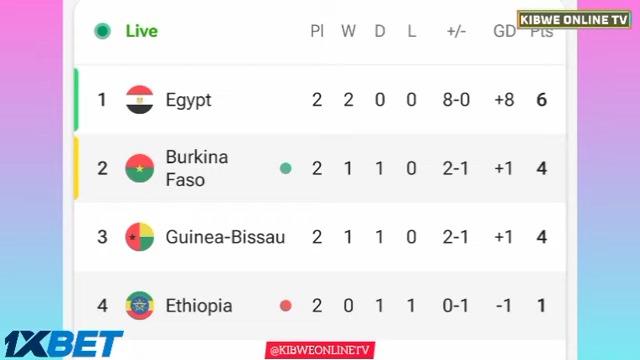 KIBWE ONLINE TV
Live Pl W D L +/- GD Pts
1 Egypt 2 2 0 0 8-0 +8 6
2 Burkina Faso 2 1 1 0 2-1 +1 4
3 Guinea-Bissau 2 1 1 0 2-1 +1 4
4 Ethiopia 2 0 1 1 0-1 -1 1
1XBET
@KIBWEONLINETV